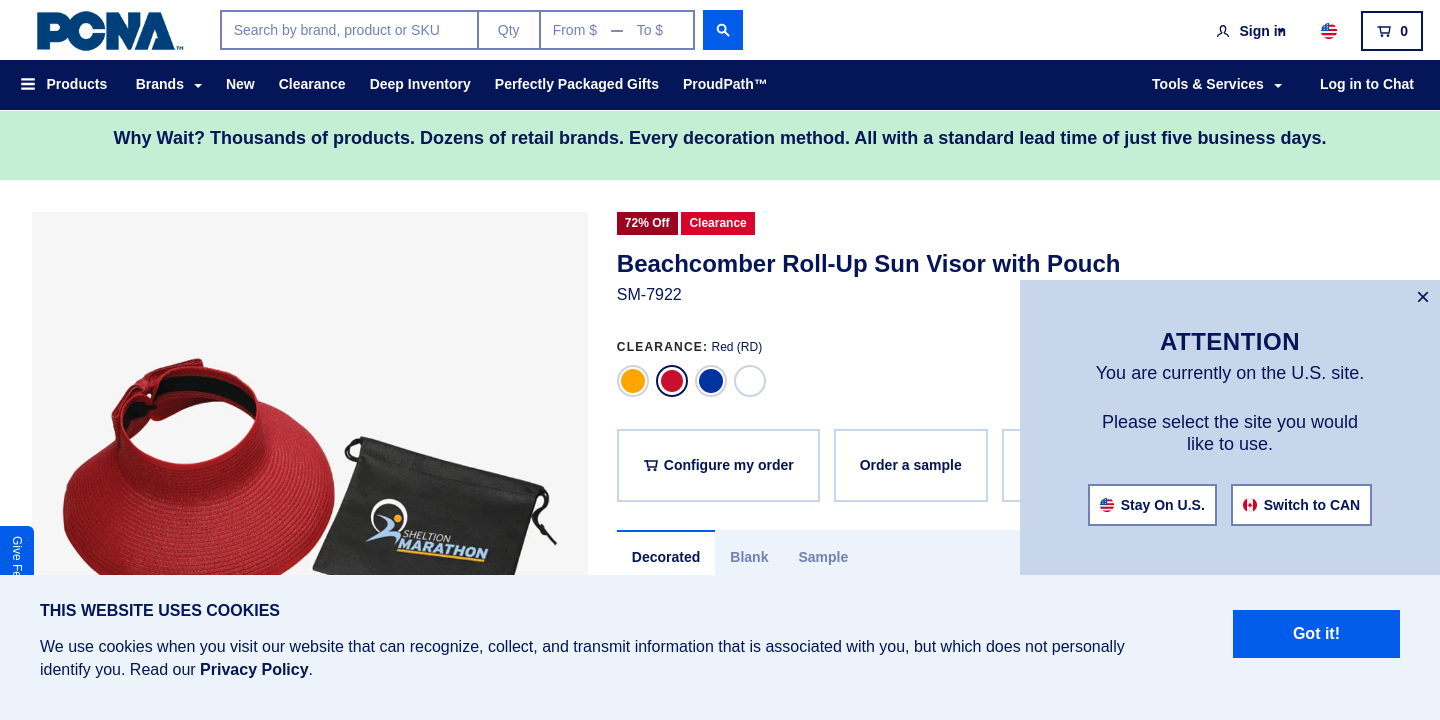 PCNA™
Search by brand, product or SKU
Qty
From $ — To $
Sign in
0
Products
Brands
New
Clearance
Deep Inventory
Perfectly Packaged Gifts
ProudPath™
Tools & Services
Log in to Chat
Why Wait? Thousands of products. Dozens of retail brands. Every decoration method. All with a standard lead time of just five business days.
72% Off
Clearance
Beachcomber Roll-Up Sun Visor with Pouch
SM-7922
CLEARANCE: Red (RD)
Configure my order
Order a sample
Decorated
Blank
Sample
SHELTION
MARATHON
×
ATTENTION
You are currently on the U.S. site.
Please select the site you would
like to use.
Stay On U.S.
Switch to CAN
Give Fe
THIS WEBSITE USES COOKIES
We use cookies when you visit our website that can recognize, collect, and transmit information that is associated with you, but which does not personally
identify you. Read our Privacy Policy.
Got it!